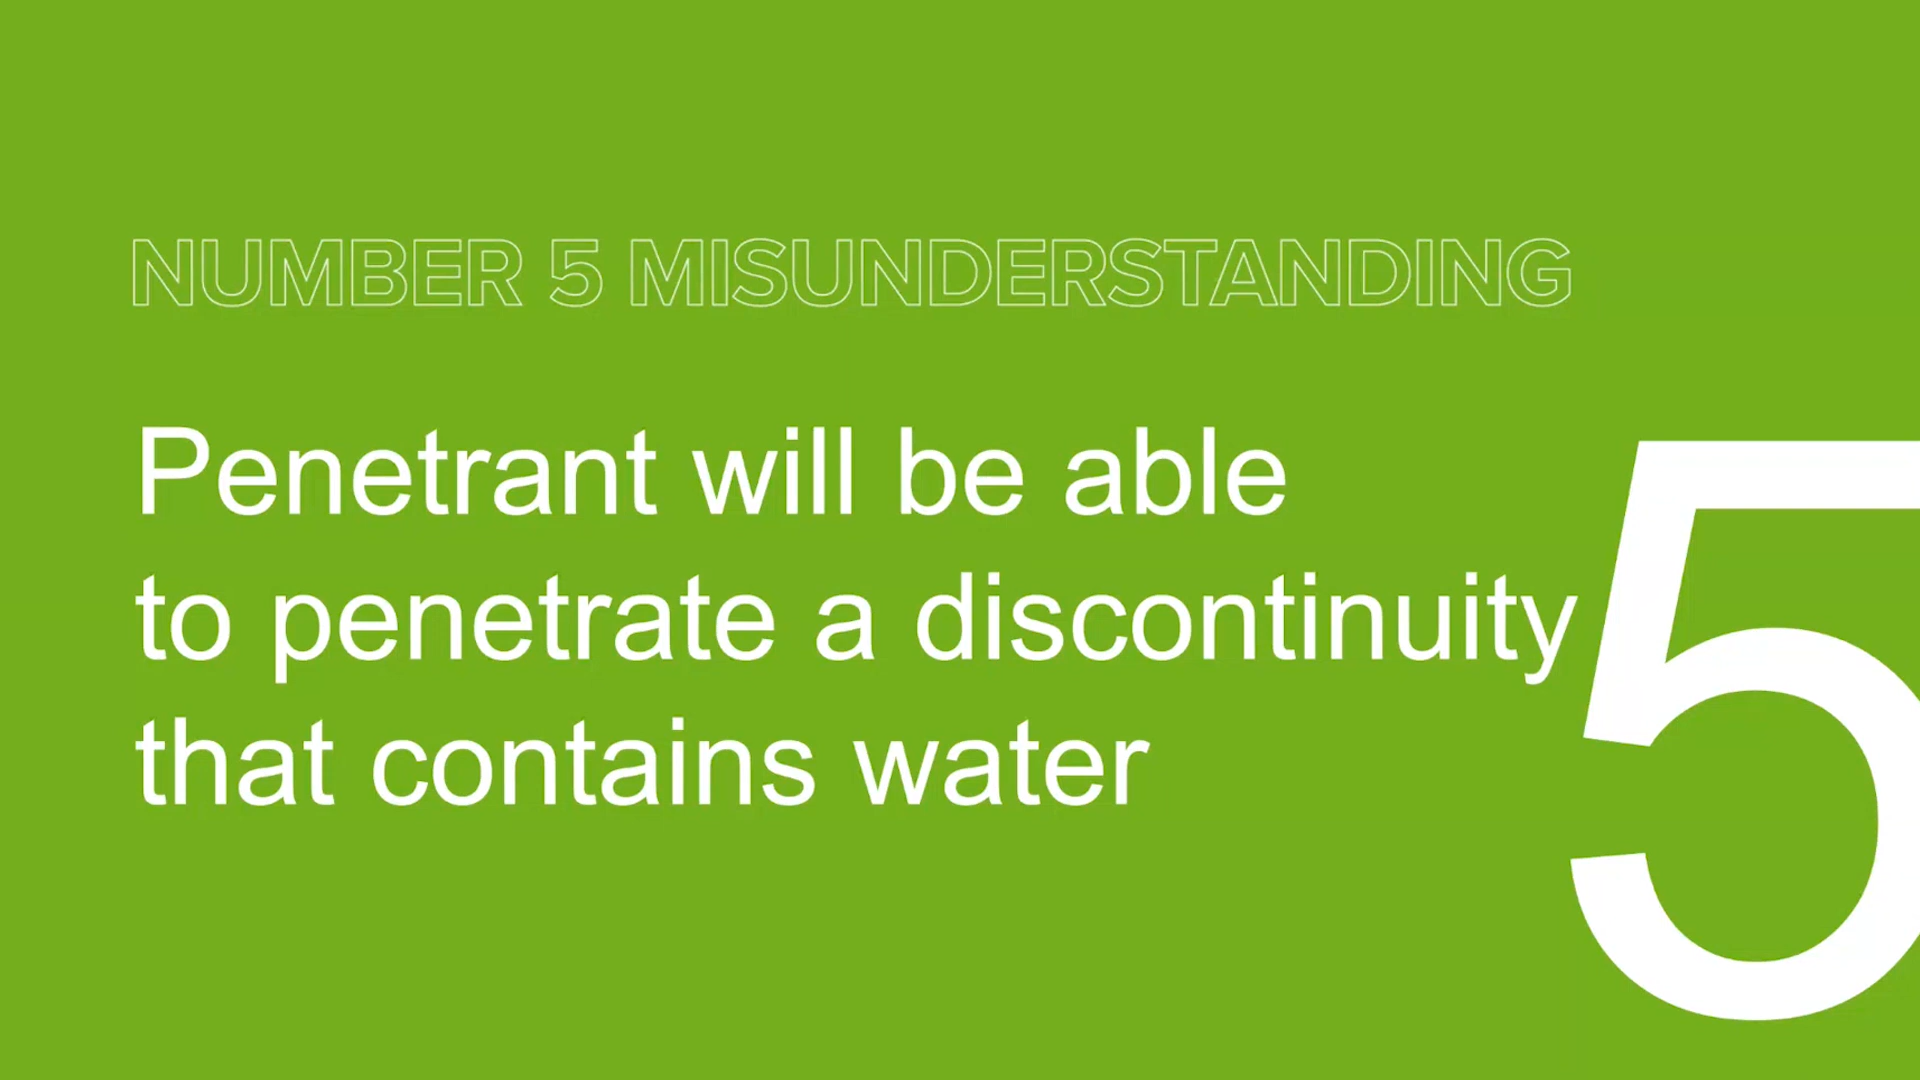 NUMBER 5 MISUNDERSTANDING
Penetrant will be able
to penetrate a discontinuity
that contains water
5